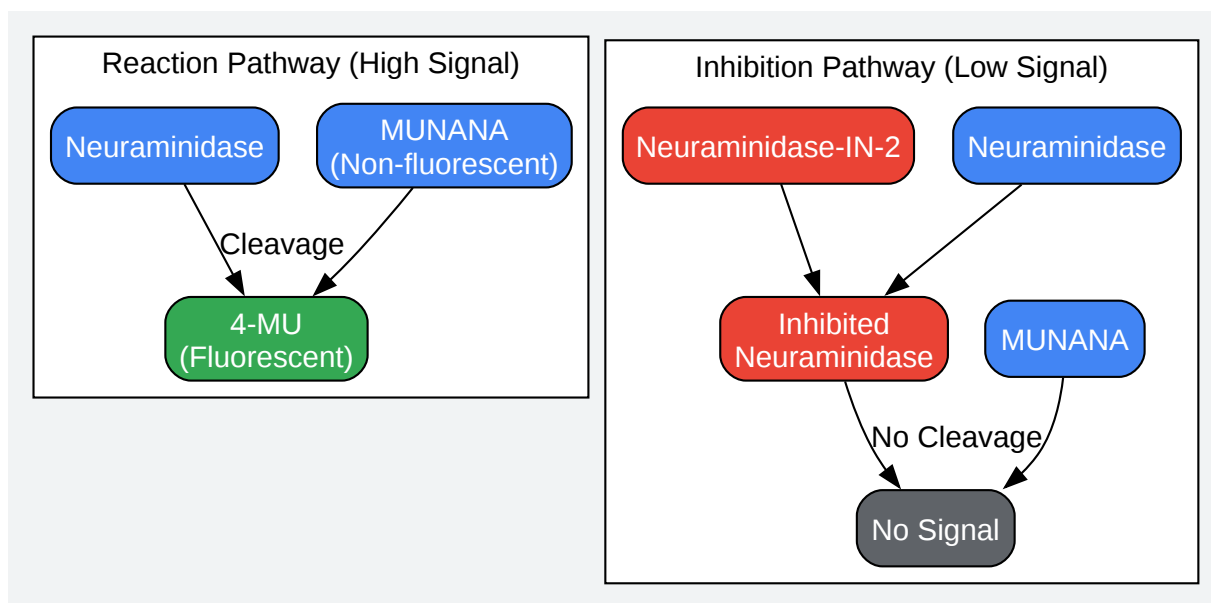 Reaction Pathway (High Signal)
Neuraminidase
MUNANA
(Non-fluorescent)
Cleavage
4-MU
(Fluorescent)
Inhibition Pathway (Low Signal)
Neuraminidase-IN-2
Neuraminidase
Inhibited
Neuraminidase
MUNANA
No Cleavage
No Signal